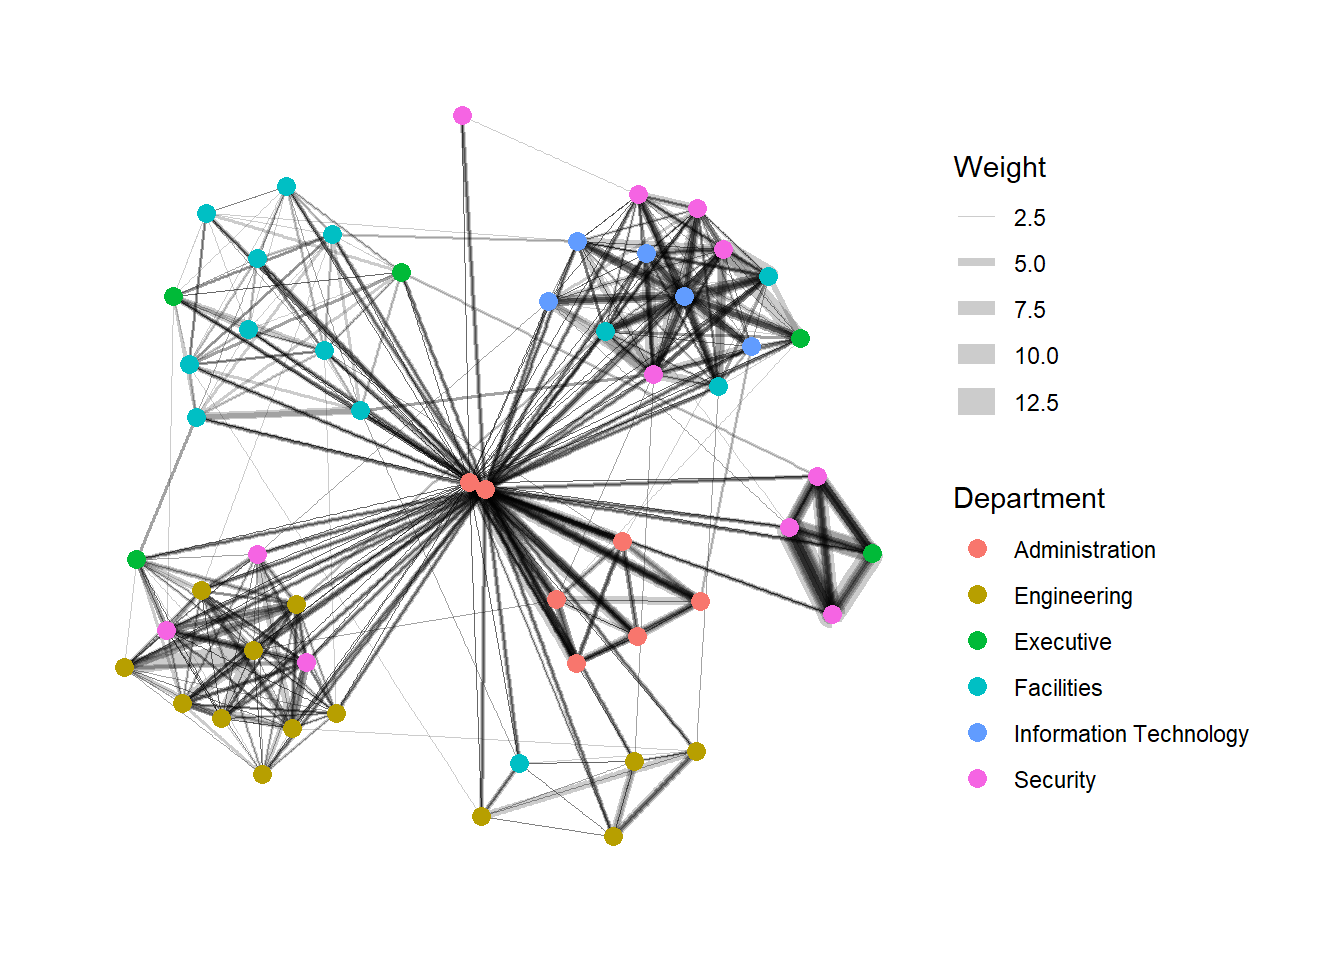 Weight
2.5
5.0
7.5
10.0
12.5
Department
Administration
Engineering
Executive
Facilities
Information Technology
Security